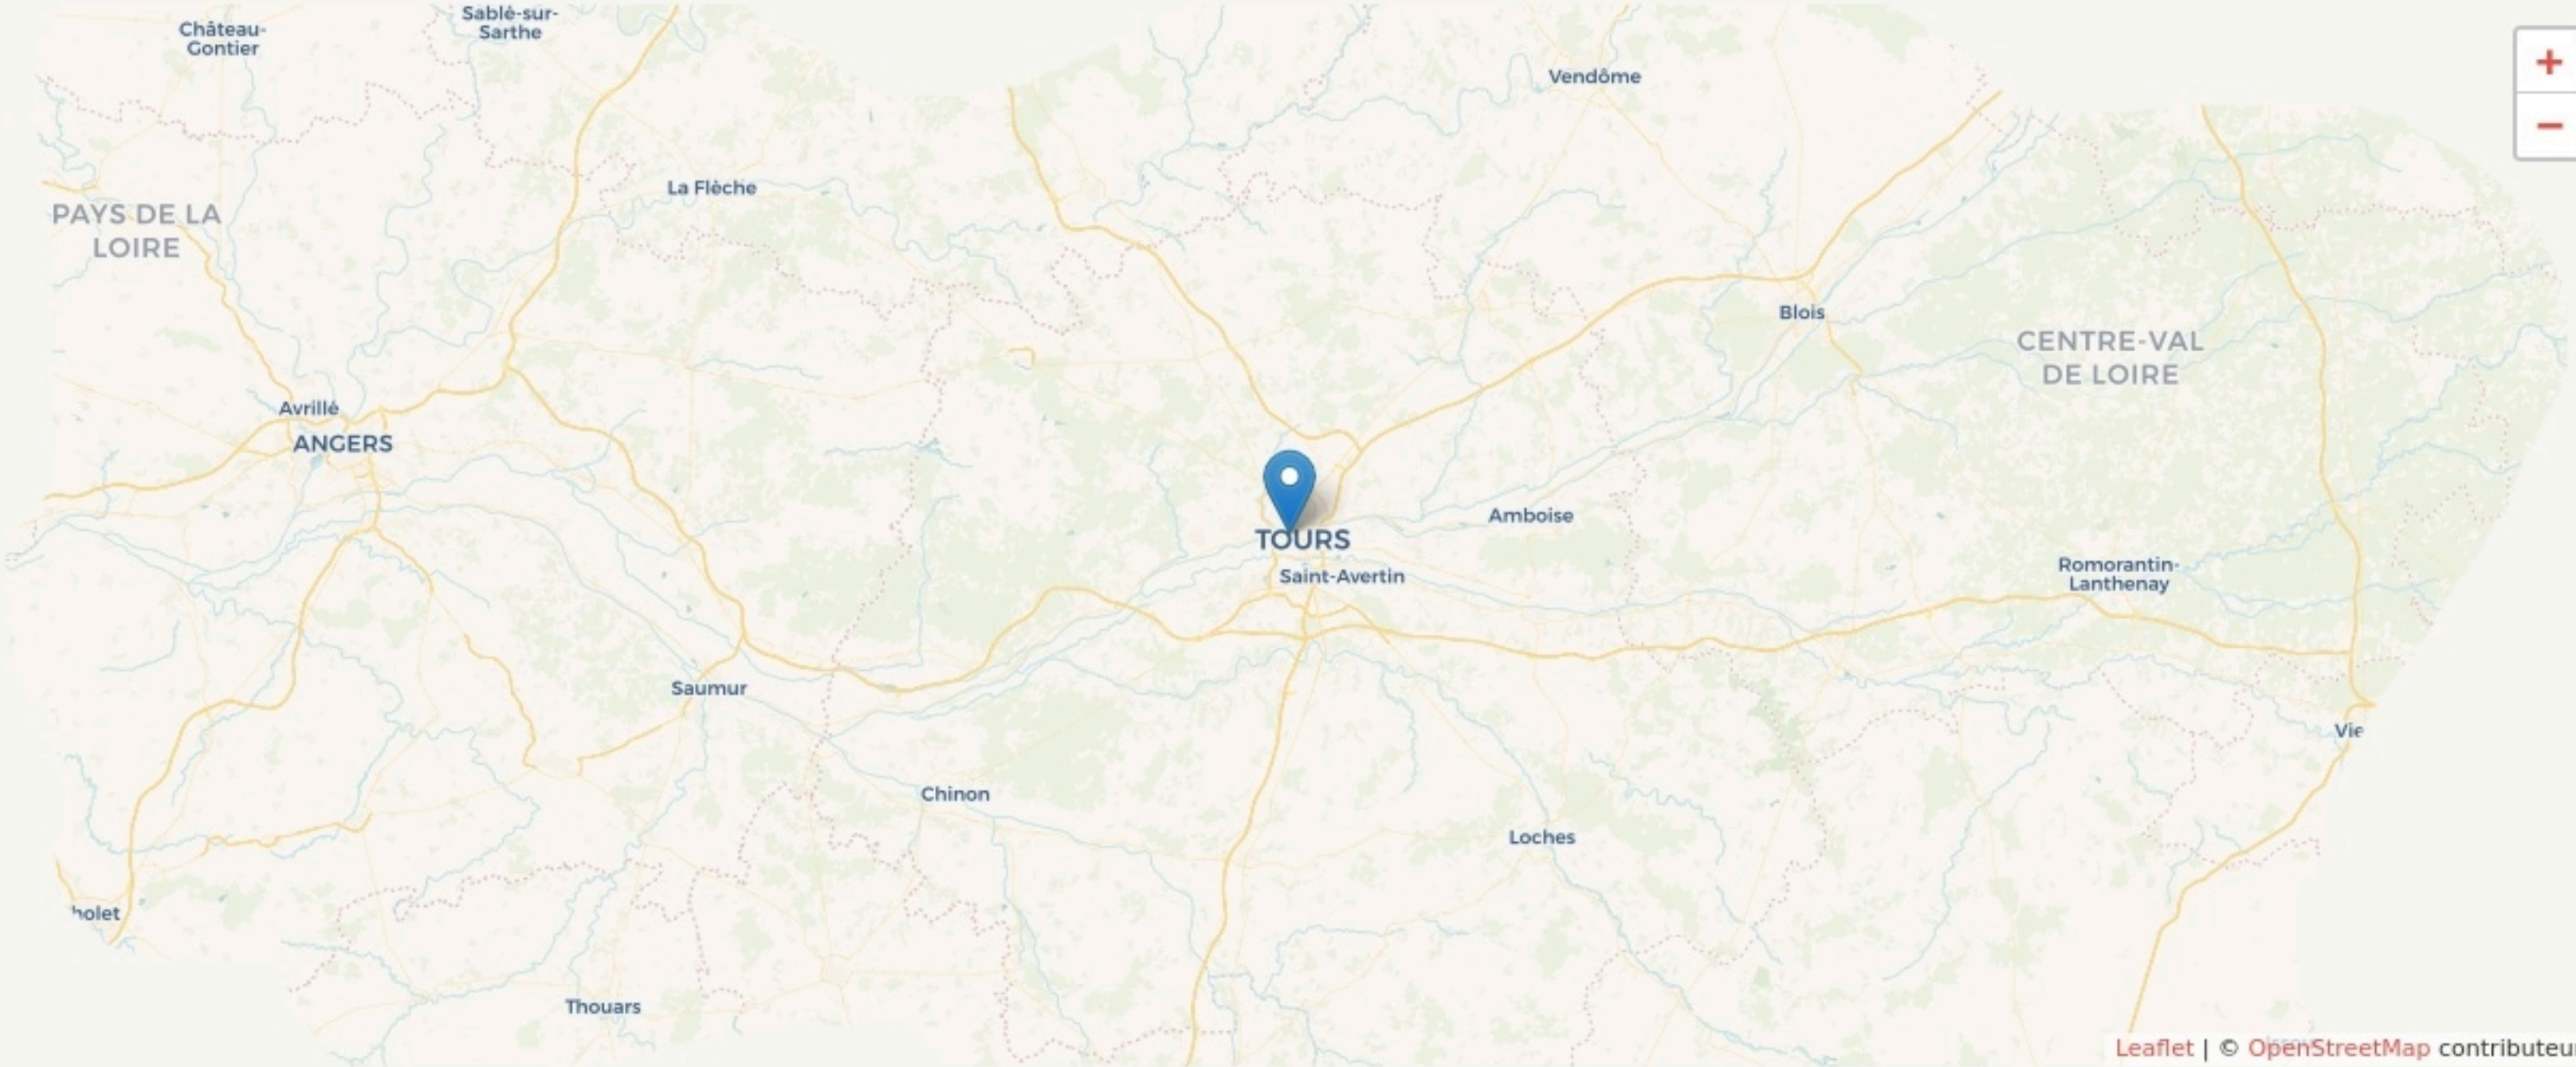 Château-
Gontier
Sablé-sur-
Sarthe
Vendôme
+
−
La Flèche
PAYS DE LA
LOIRE
Blois
CENTRE-VAL
DE LOIRE
Avrillé
ANGERS
Amboise
TOURS
Saint-Avertin
Romorantin-
Lanthenay
Saumur
Vie
Chinon
Loches
holet
Thouars
Leaflet | © OpenStreetMap contributeu